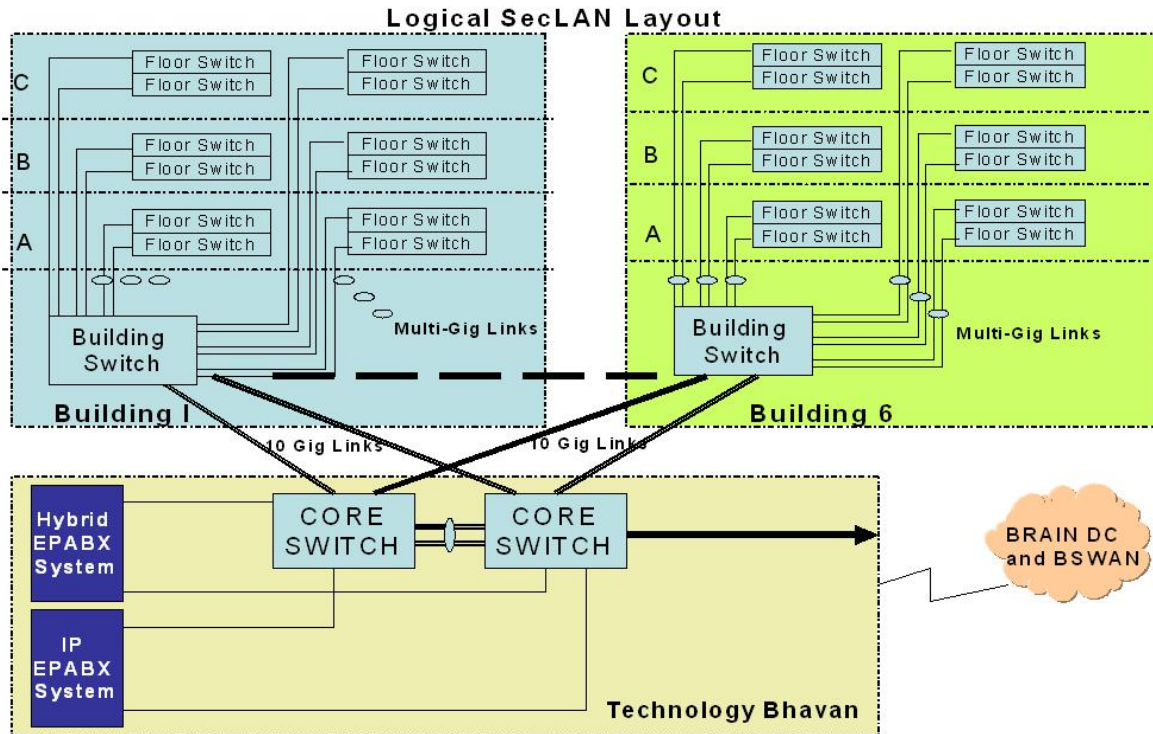 Logical SecLAN Layout
C
Floor Switch
Floor Switch
Floor Switch
Floor Switch
B
Floor Switch
Floor Switch
Floor Switch
Floor Switch
A
Floor Switch
Floor Switch
Floor Switch
Floor Switch
Multi-Gig Links
Building
Switch
Building I
C
Floor Switch
Floor Switch
Floor Switch
Floor Switch
B
Floor Switch
Floor Switch
Floor Switch
Floor Switch
A
Floor Switch
Floor Switch
Floor Switch
Floor Switch
Building
Switch
Multi-Gig Links
Building 6
10 Gig Links
10 Gig Links
Hybrid
EPABX
System
CORE
SWITCH
CORE
SWITCH
BRAIN DC
and BSWAN
IP
EPABX
System
Technology Bhavan